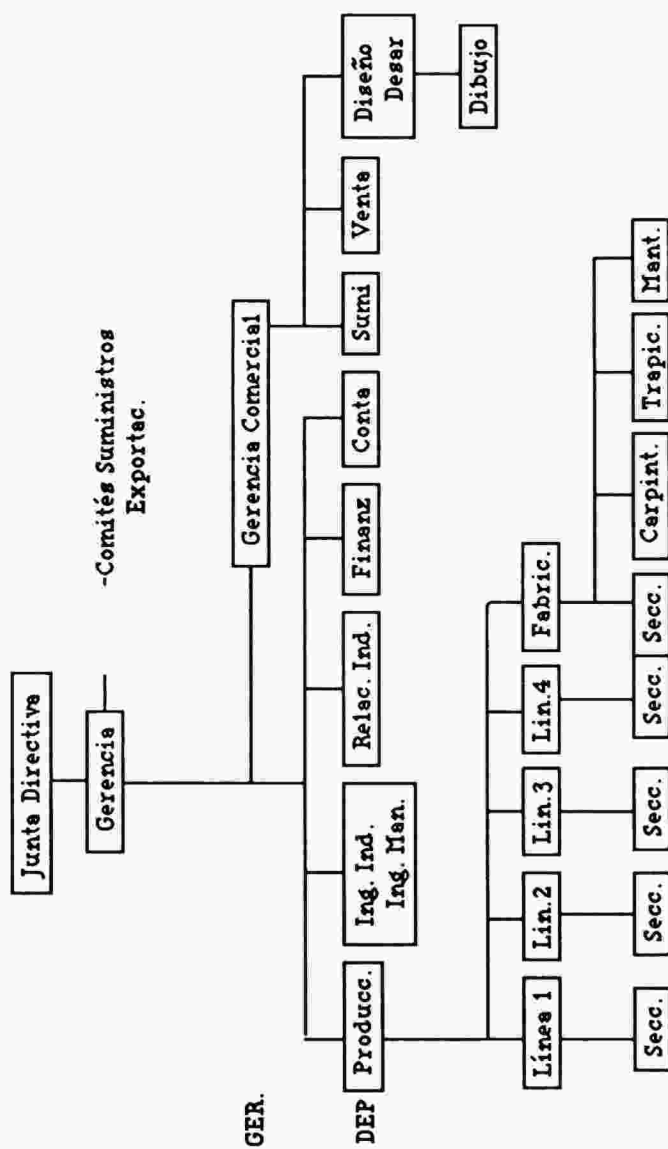 Junta Directiva
Gerencia
-Comités Suministros
Exportac.
GER.
Gerencia Comercial
DEP
Producc.
Ing. Ind.
Ing. Man.
Relac. Ind.
Finanz
Conta
Sumi
Venta
Diseño
Desar
Dibujo
Línea 1
Lin.2
Lin.3
Lin.4
Fabric.
Secc.
Secc.
Secc.
Secc.
Secc.
Carpint.
Trapic.
Mant.